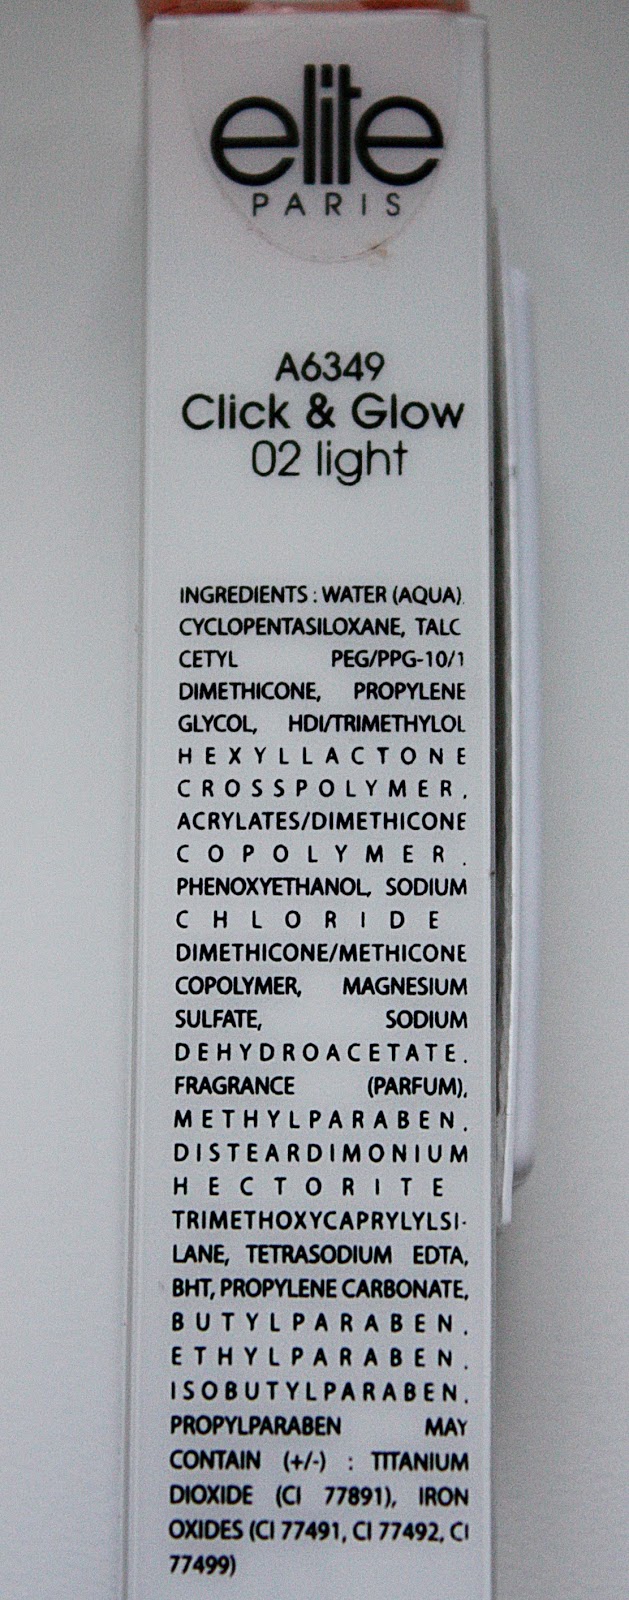 elite
PARIS
A6349
Click & Glow
02 light
INGREDIENTS : WATER (AQUA),
CYCLOPENTASILOXANE, TALC
CETYL PEG/PPG-10/1
DIMETHICONE, PROPYLENE
GLYCOL, HDI/TRIMETHYLOL
HEXYLLACTONE
CROSSPOLYMER,
ACRYLATES/DIMETHICONE
COPOLYMER,
PHENOXYETHANOL, SODIUM
CHLORIDE
DIMETHICONE/METHICONE
COPOLYMER, MAGNESIUM
SULFATE, SODIUM
DEHYDROACETATE,
FRAGRANCE (PARFUM),
METHYLPARABEN,
DISTEARDIMONIUM
HECTORITE
TRIMETHOXYCAPRYLYLSI-
LANE, TETRASODIUM EDTA,
BHT, PROPYLENE CARBONATE,
BUTYLPARABEN,
ETHYLPARABEN,
ISOBUTYLPARABEN,
PROPYLPARABEN MAY
CONTAIN (+/-) : TITANIUM
DIOXIDE (CI 77891), IRON
OXIDES (CI 77491, CI 77492, CI
77499)